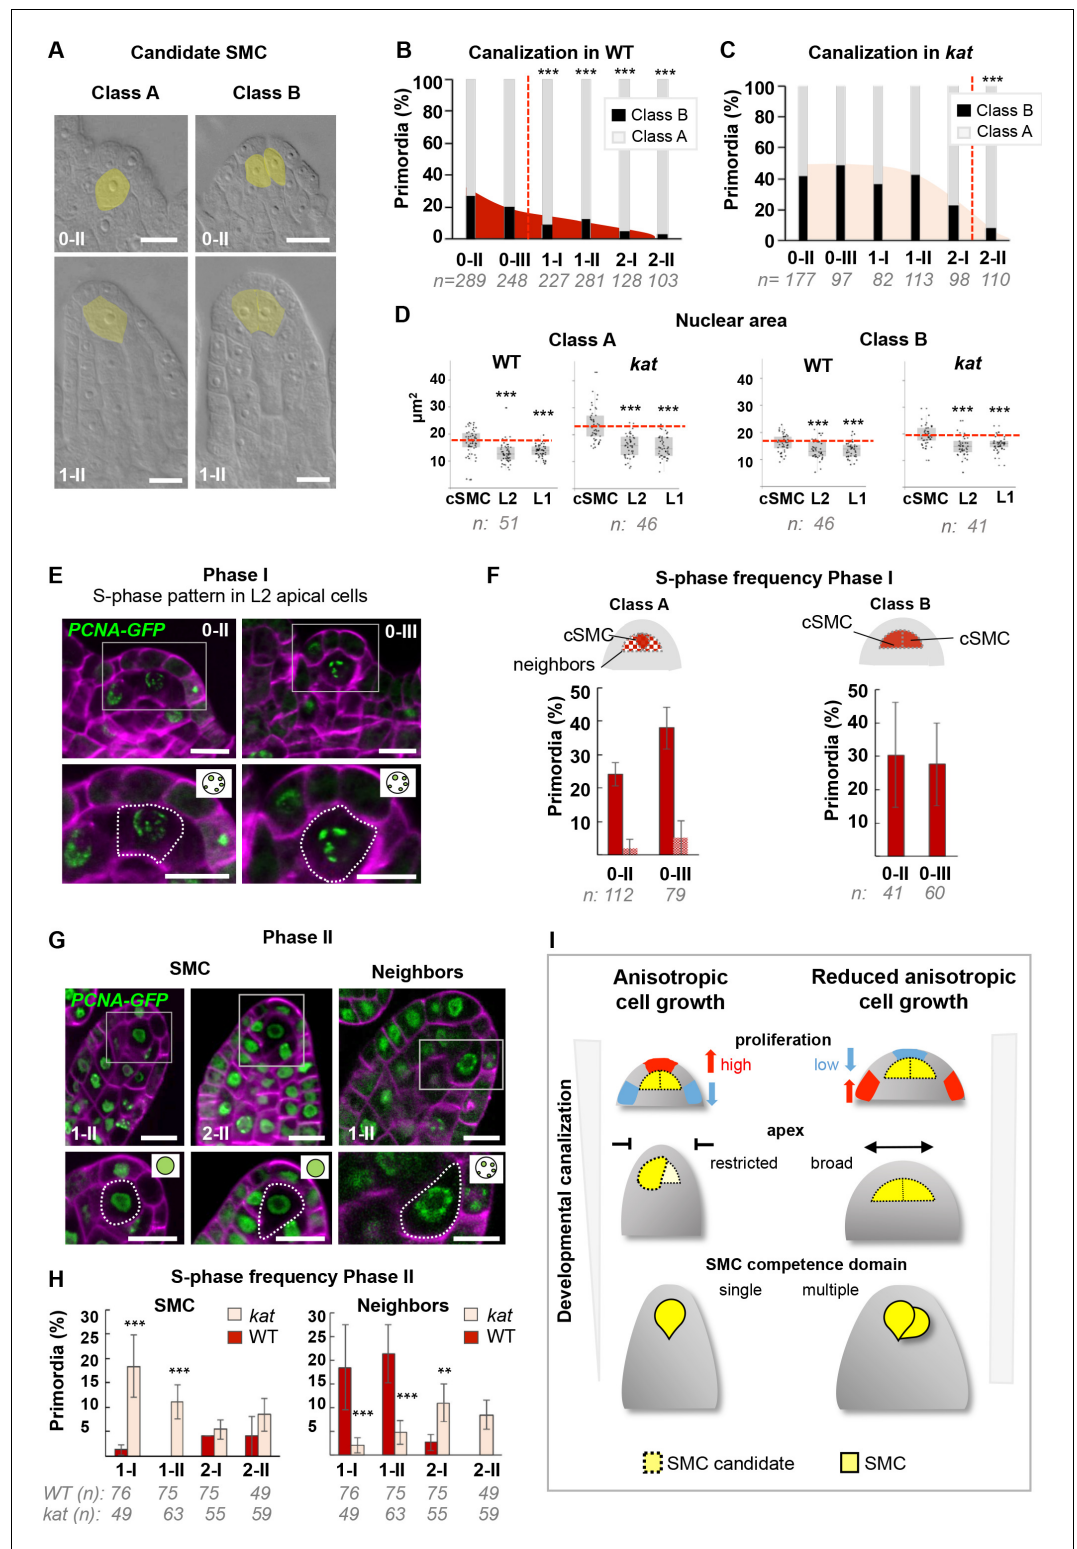 A
Candidate SMC
Class A
Class B
0-II
0-II
1-II
1-II
B
Canalization in WT
Primordia (%)
100
80
60
40
20
0
*** *** *** ***
Class B
Class A
0-II 0-III 1-I 1-II 2-I 2-II
n=289 248 227 281 128 103
C
Canalization in kat
Primordia (%)
100
80
60
40
20
0
***
Class B
Class A
0-II 0-III 1-I 1-II 2-I 2-II
n= 177 97 82 113 98 110
D
Nuclear area
Class A
Class B
WT
kat
WT
kat
µm2
40
30
20
10
*** ***
*** ***
40
30
20
10
*** ***
*** ***
cSMC L2 L1
cSMC L2 L1
cSMC L2 L1
cSMC L2 L1
n: 51
n: 46
n: 46
n: 41
E
Phase I
S-phase pattern in L2 apical cells
PCNA-GFP
0-II
0-III
F
S-phase frequency Phase I
Class A
Class B
cSMC
neighbors
cSMC
cSMC
Primordia (%)
50
40
30
20
10
0-II 0-III
n: 112 79
Primordia (%)
50
40
30
20
10
0-II 0-III
n: 41 60
G
Phase II
SMC
Neighbors
PCNA-GFP
1-II
2-II
1-II
H
S-phase frequency Phase II
SMC
Neighbors
Primordia (%)
30
25
20
15
10
5
***
***
kat
WT
30
25
20
15
10
5
***
***
**
kat
WT
1-I 1-II 2-I 2-II
1-I 1-II 2-I 2-II
WT (n): 76 75 75 49
76 75 75 49
kat (n): 49 63 55 59
49 63 55 59
I
Anisotropic
cell growth
Reduced anisotropic
cell growth
Developmental canalization
proliferation
high
low
apex
restricted
broad
SMC competence domain
single
multiple
SMC candidate
SMC